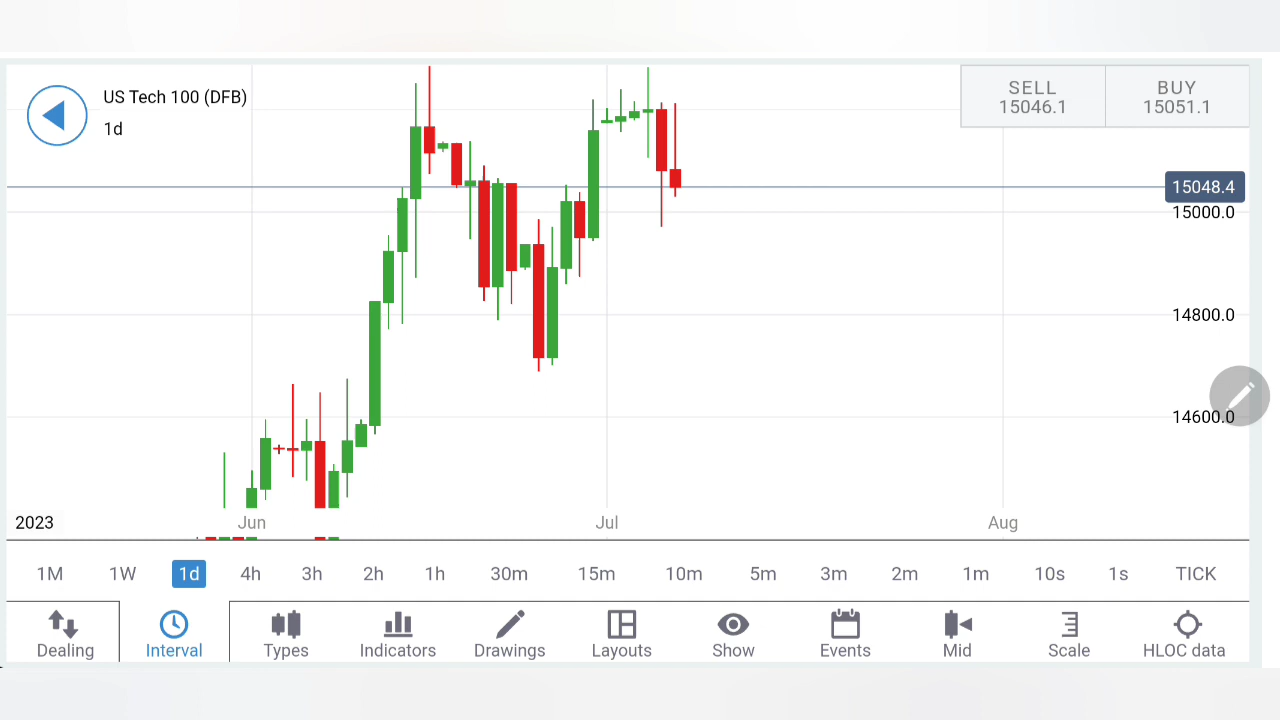 US Tech 100 (DFB)
1d
SELL
15046.1
BUY
15051.1
15048.4
15000.0
14800.0
14600.0
2023
Jun
Jul
Aug
1M 1W 1d 4h 3h 2h 1h 30m 15m 10m 5m 3m 2m 1m 10s 1s TICK
Dealing Interval Types Indicators Drawings Layouts Show Events Mid Scale HLOC data